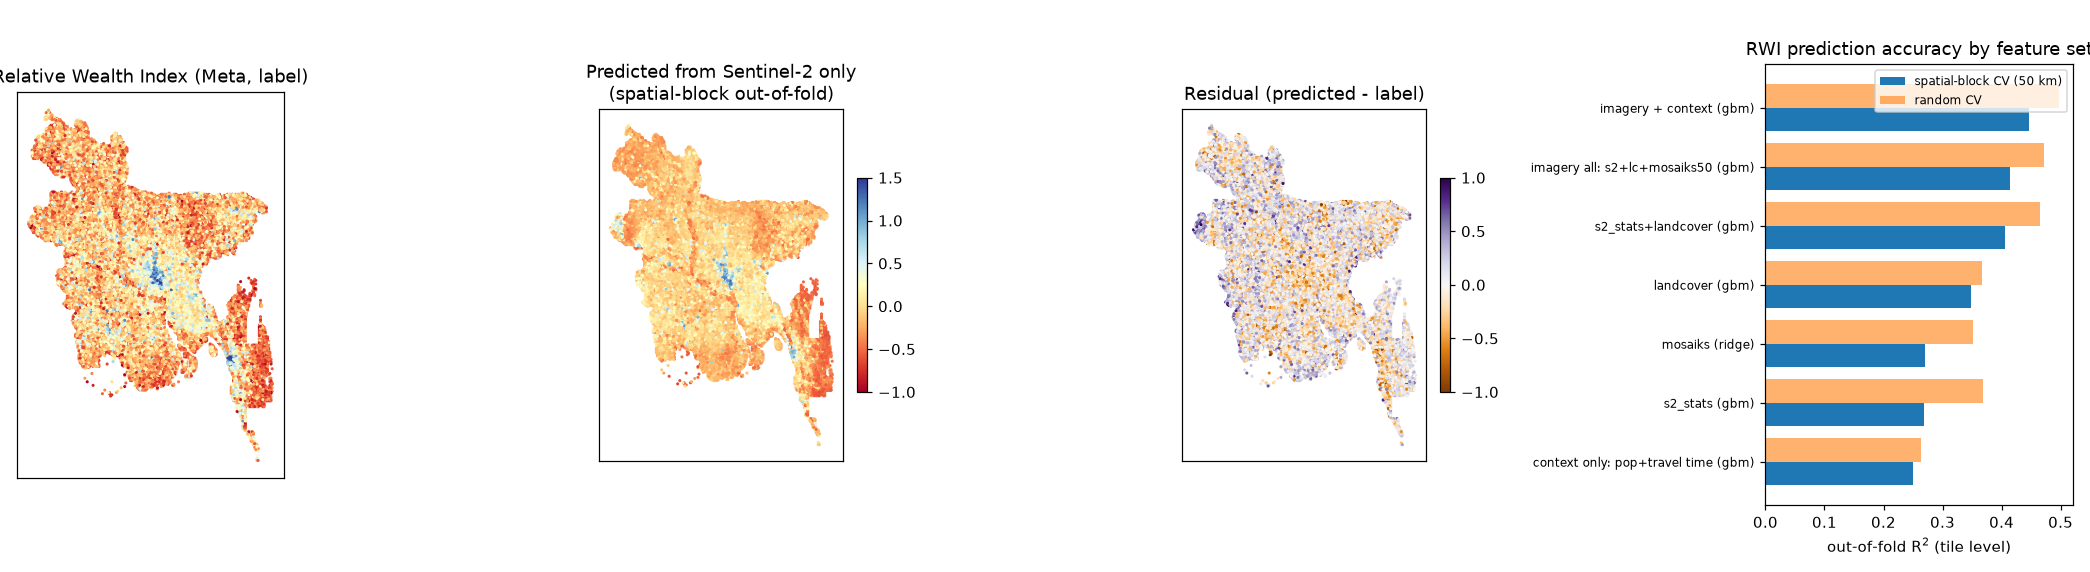 Relative Wealth Index (Meta, label)
Predicted from Sentinel-2 only
(spatial-block out-of-fold)
1.5
1.0
0.5
0.0
−0.5
−1.0
Residual (predicted - label)
1.0
0.5
0.0
−0.5
−1.0
RWI prediction accuracy by feature set
spatial-block CV (50 km)
random CV
imagery + context (gbm)
imagery all: s2+lc+mosaiks50 (gbm)
s2_stats+landcover (gbm)
landcover (gbm)
mosaiks (ridge)
s2_stats (gbm)
context only: pop+travel time (gbm)
0.0 0.1 0.2 0.3 0.4 0.5
out-of-fold R² (tile level)